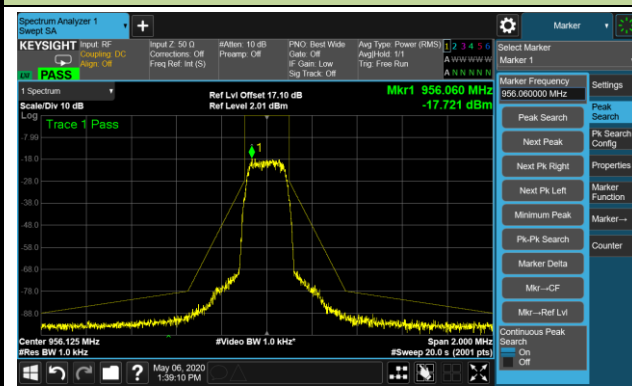 Spectrum Analyzer 1
Swept SA
Marker
KEYSIGHT
Input: RF
Coupling: DC
Align: Off
Input Z: 50 Ω
Corrections: Off
Freq Ref: Int (S)
#Atten: 10 dB
Preamp: Off
PNO: Best Wide
Gate: Off
IF Gain: Low
Sig Track: Off
Avg Type: Power (RMS)
Avg|Hold: 1/1
Trig: Free Run
1 2 3 4 5 6
A W W W W W
A N N N N N
PASS
Select Marker
Marker 1
1 Spectrum
Scale/Div 10 dB
Ref Lvl Offset 17.10 dB
Ref Level 2.01 dBm
Mkr1 956.060 MHz
-17.721 dBm
Log
Trace 1 Pass
1
-7.99
-18.0
-28.0
-38.0
-48.0
-58.0
-68.0
-78.0
-88.0
Center 956.125 MHz
#Res BW 1.0 kHz
#Video BW 1.0 kHz*
Span 2.000 MHz
#Sweep 20.0 s (2001 pts)
Marker Frequency
956.060000 MHz
Peak Search
Next Peak
Next Pk Right
Next Pk Left
Minimum Peak
Pk-Pk Search
Marker Delta
Mkr→CF
Mkr→Ref Lvl
Continuous Peak
Search
On
Off
Settings
Peak
Search
Pk Search
Config
Properties
Marker
Function
Marker→
Counter
?
May 06, 2020
1:39:10 PM